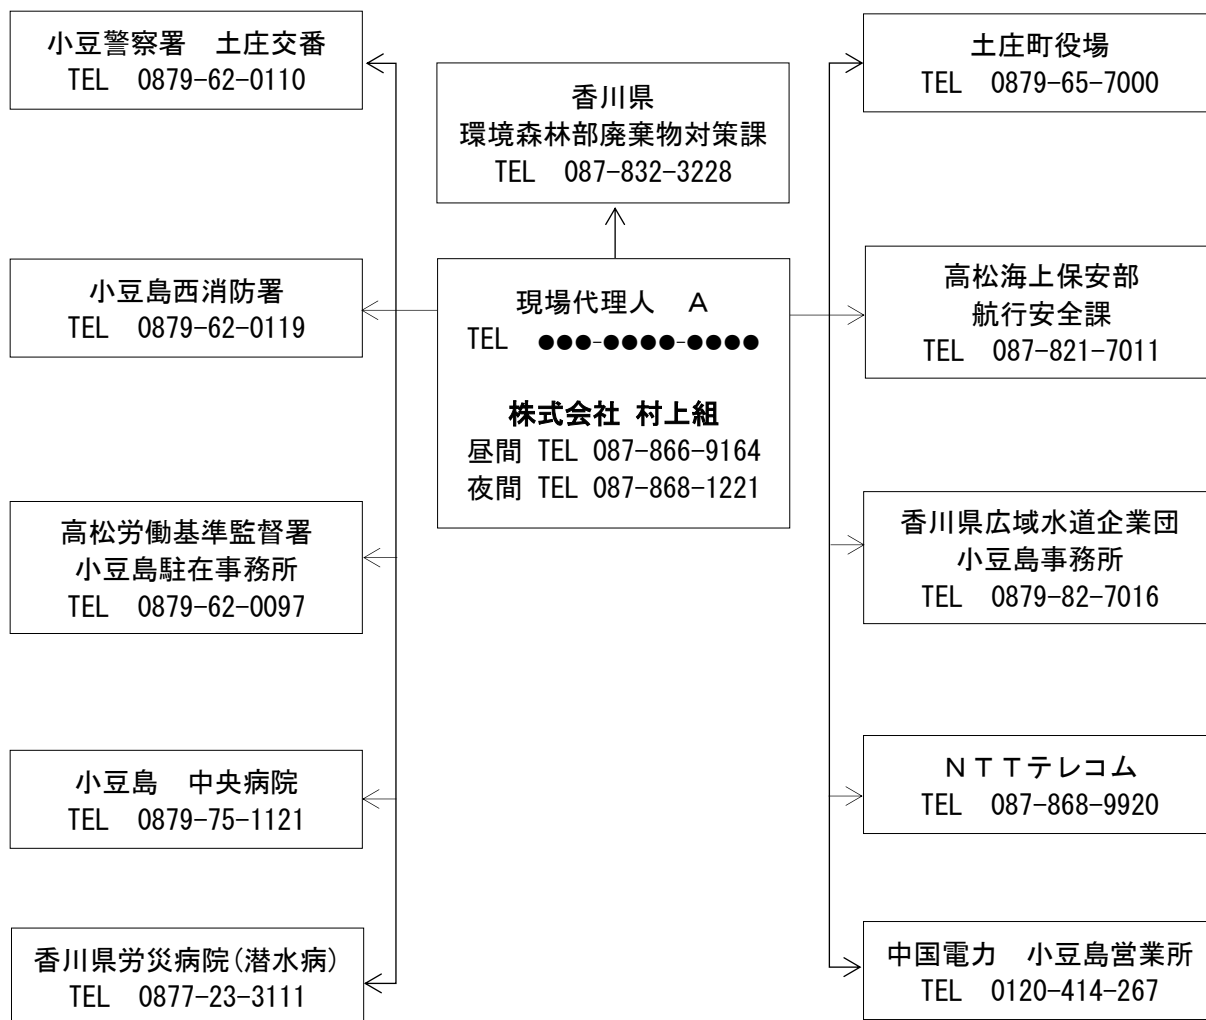 小豆警察署　土庄交番
TEL　0879-62-0110
香川県
環境森林部廃棄物対策課
TEL　087-832-3228
土庄町役場
TEL　0879-65-7000
小豆島西消防署
TEL　0879-62-0119
現場代理人　Ａ
TEL　●●●-●●●●-●●●●
株式会社 村上組
昼間 TEL 087-866-9164
夜間 TEL 087-868-1221
高松海上保安部
航行安全課
TEL　087-821-7011
高松労働基準監督署
小豆島駐在事務所
TEL　0879-62-0097
香川県広域水道企業団
小豆島事務所
TEL　0879-82-7016
小豆島　中央病院
TEL　0879-75-1121
ＮＴＴテレコム
TEL　087-868-9920
香川県労災病院(潜水病)
TEL　0877-23-3111
中国電力　小豆島営業所
TEL　0120-414-267